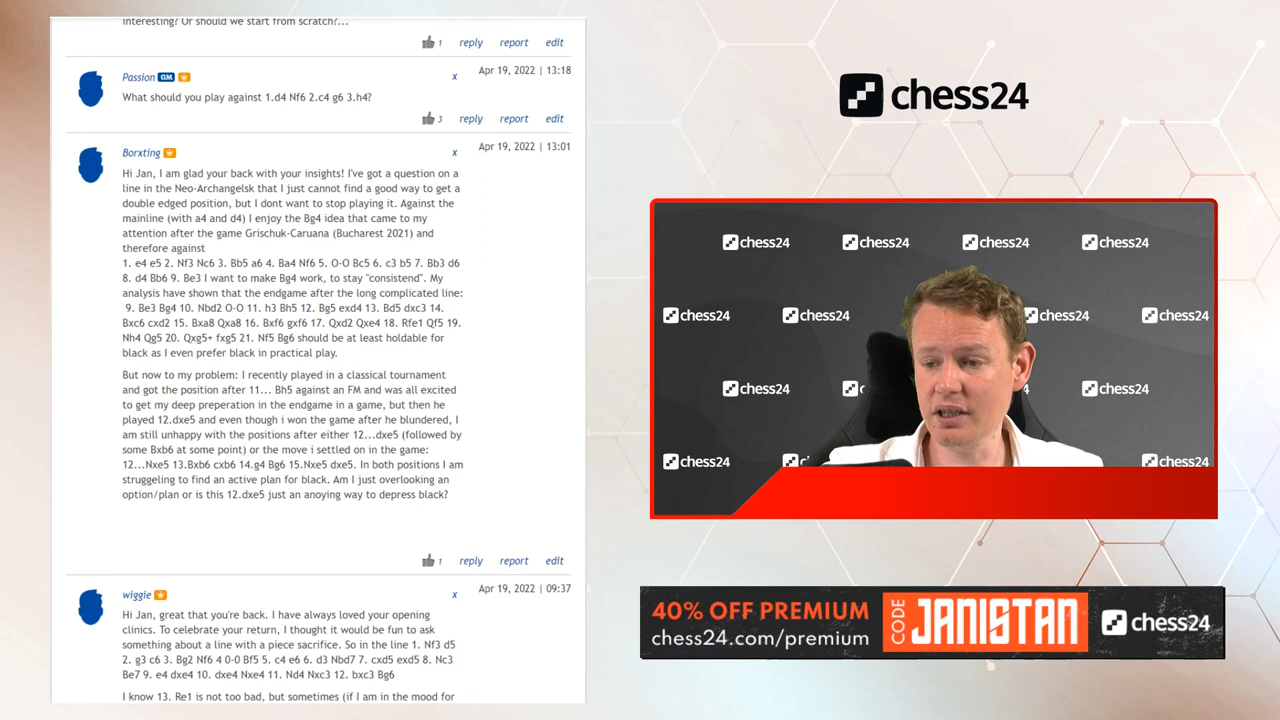 interesting? Or should we start from scratch?...
1 reply report edit
Passion GM x Apr 19, 2022 | 13:18
What should you play against 1.d4 Nf6 2.c4 g6 3.h4?
3 reply report edit
Borxting x Apr 19, 2022 | 13:01
Hi Jan, I am glad your back with your insights! I've got a question on a
line in the Neo-Archangelsk that I just cannot find a good way to get a
double edged position, but I dont want to stop playing it. Against the
mainline (with a4 and d4) I enjoy the Bg4 idea that came to my
attention after the game Grischuk-Caruana (Bucharest 2021) and
therefore against
1. e4 e5 2. Nf3 Nc6 3. Bb5 a6 4. Ba4 Nf6 5. O-O Bc5 6. c3 b5 7. Bb3 d6
8. d4 Bb6 9. Be3 I want to make Bg4 work, to stay "consistend". My
analysis have shown that the endgame after the long complicated line:
9. Be3 Bg4 10. Nbd2 O-O 11. h3 Bh5 12. Bg5 exd4 13. Bd5 dxc3 14.
Bxc6 cxd2 15. Bxa8 Qxa8 16. Bxf6 gxf6 17. Qxd2 Qxe4 18. Rfe1 Qf5 19.
Nh4 Qg5 20. Qxg5+ fxg5 21. Nf5 Bg6 should be at least holdable for
black as I even prefer black in practical play.
But now to my problem: I recently played in a classical tournament
and got the position after 11... Bh5 against an FM and was all excited
to get my deep preperation in the endgame in a game, but then he
played 12.dxe5 and even though i won the game after he blundered, I
am still unhappy with the positions after either 12...dxe5 (followed by
some Bxb6 at some point) or the move i settled on in the game:
12...Nxe5 13.Bxb6 cxb6 14.g4 Bg6 15.Nxe5 dxe5. In both positions I am
struggeling to find an active plan for black. Am I just overlooking an
option/plan or is this 12.dxe5 just an anoying way to depress black?
1 reply report edit
wiggie x Apr 19, 2022 | 09:37
Hi Jan, great that you're back. I have always loved your opening
clinics. To celebrate your return, I thought it would be fun to ask
something about a line with a piece sacrifice. So in the line 1. Nf3 d5
2. g3 c6 3. Bg2 Nf6 4 0-0 Bf5 5. c4 e6 6. d3 Nbd7 7. cxd5 exd5 8. Nc3
Be7 9. e4 dxe4 10. dxe4 Nxe4 11. Nd4 Nxc3 12. bxc3 Bg6
I know 13. Re1 is not too bad, but sometimes (if I am in the mood for
chess24
chess24 chess24 chess24 chess24
chess24 chess24 chess24 chess24
chess24 c chess24
chess24 c chess24
40% OFF PREMIUM
chess24.com/premium
CODE JANISTAN
chess24